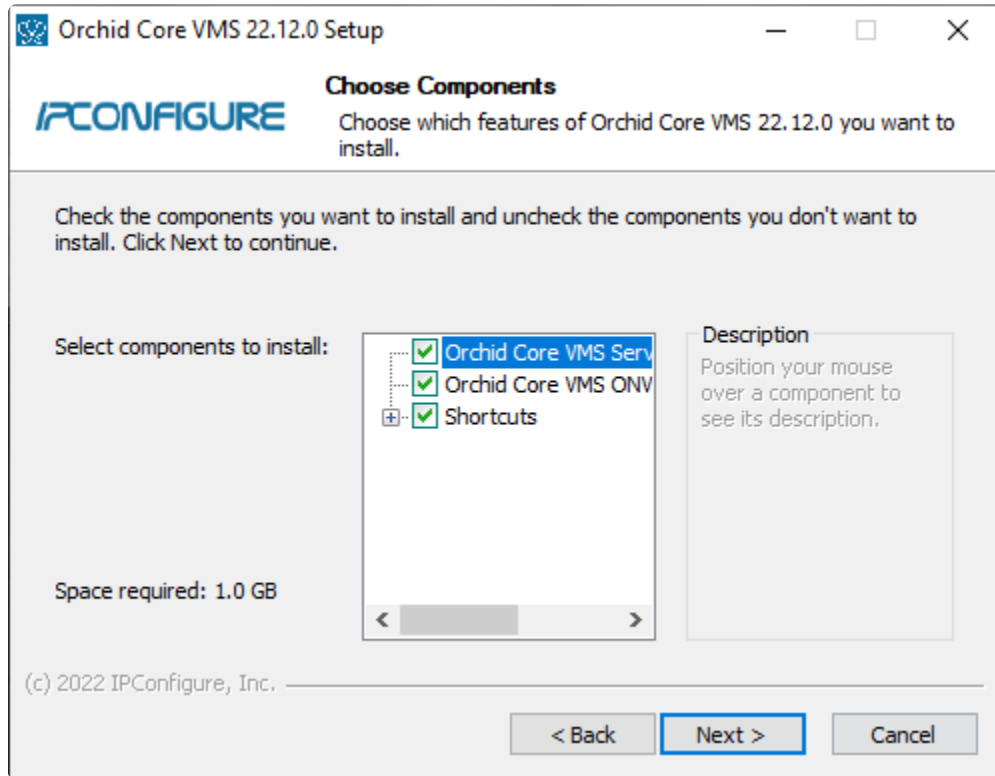 Orchid Core VMS 22.12.0 Setup
IPCONFIGURE
Choose Components
Choose which features of Orchid Core VMS 22.12.0 you want to
install.
Check the components you want to install and uncheck the components you don't want to
install. Click Next to continue.
Select components to install:
Orchid Core VMS Serv
Orchid Core VMS ONV
Shortcuts
Description
Position your mouse
over a component to
see its description.
Space required: 1.0 GB
(c) 2022 IPConfigure, Inc.
< Back
Next >
Cancel